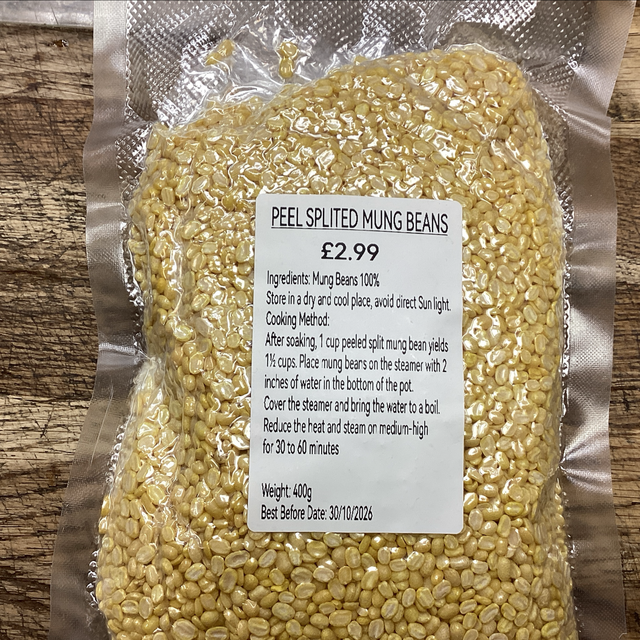 PEEL SPLITED MUNG BEANS
£2.99
Ingredients: Mung Beans 100%
Store in a dry and cool place, avoid direct Sun light.
Cooking Method:
After soaking, 1 cup peeled split mung bean yields
1½ cups. Place mung beans on the steamer with 2
inches of water in the bottom of the pot.
Cover the steamer and bring the water to a boil.
Reduce the heat and steam on medium-high
for 30 to 60 minutes
Weight: 400g
Best Before Date: 30/10/2026